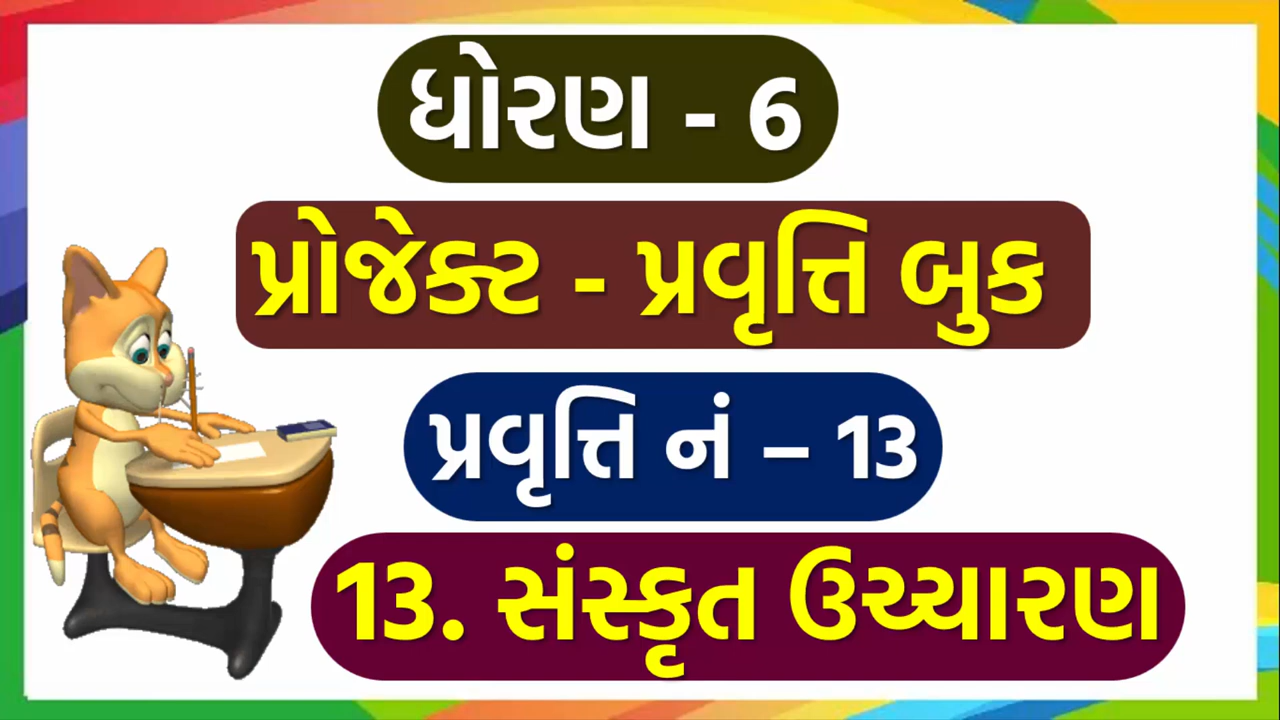 ધોરણ - 6
પ્રોજેક્ટ - પ્રવૃત્તિ બુક
પ્રવૃત્તિ નં – 13
13. સંસ્કૃત ઉચ્ચારણ